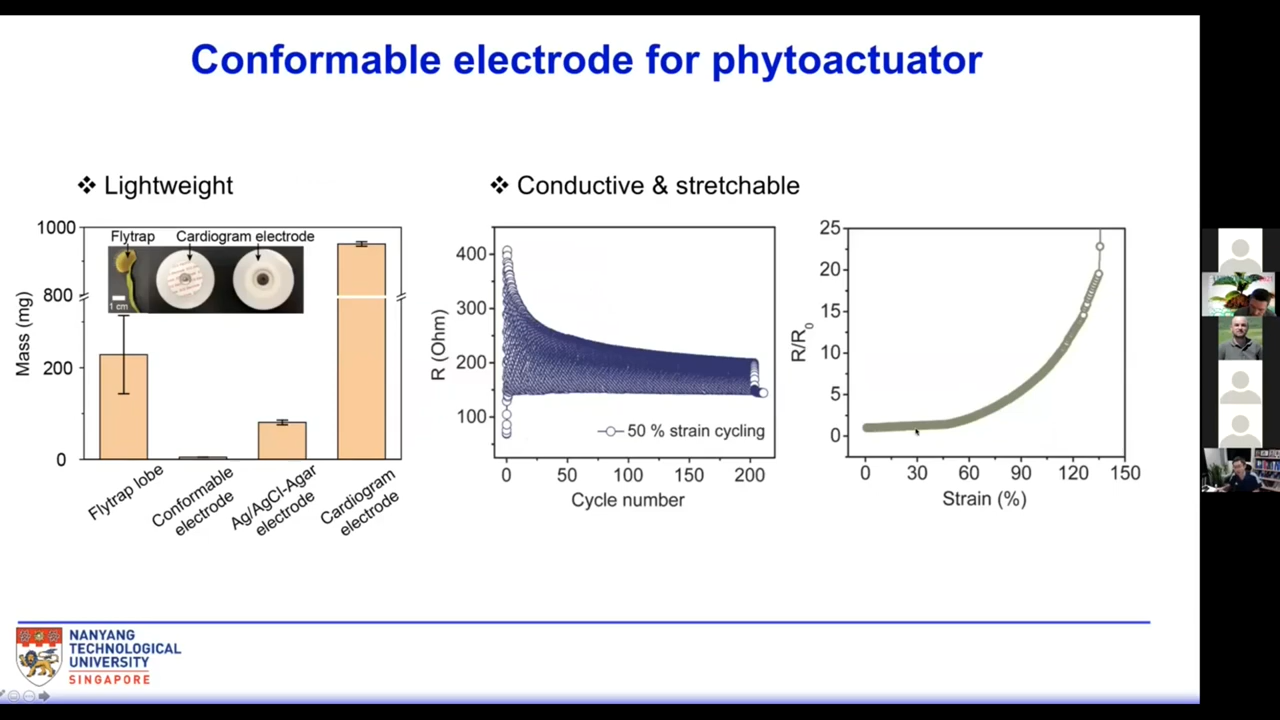 Conformable electrode for phytoactuator
❖ Lightweight
❖ Conductive & stretchable
1000
800
200
0
Mass (mg)
Flytrap
Cardiogram electrode
1 cm
Flytrap lobe
Conformable
electrode
Ag/AgCl-Agar
electrode
Cardiogram
electrode
400
300
200
100
R (Ohm)
50 % strain cycling
0
50
100
150
200
Cycle number
25
20
15
10
5
0
R/R0
0
30
60
90
120
150
Strain (%)
NANYANG
TECHNOLOGICAL
UNIVERSITY
SINGAPORE